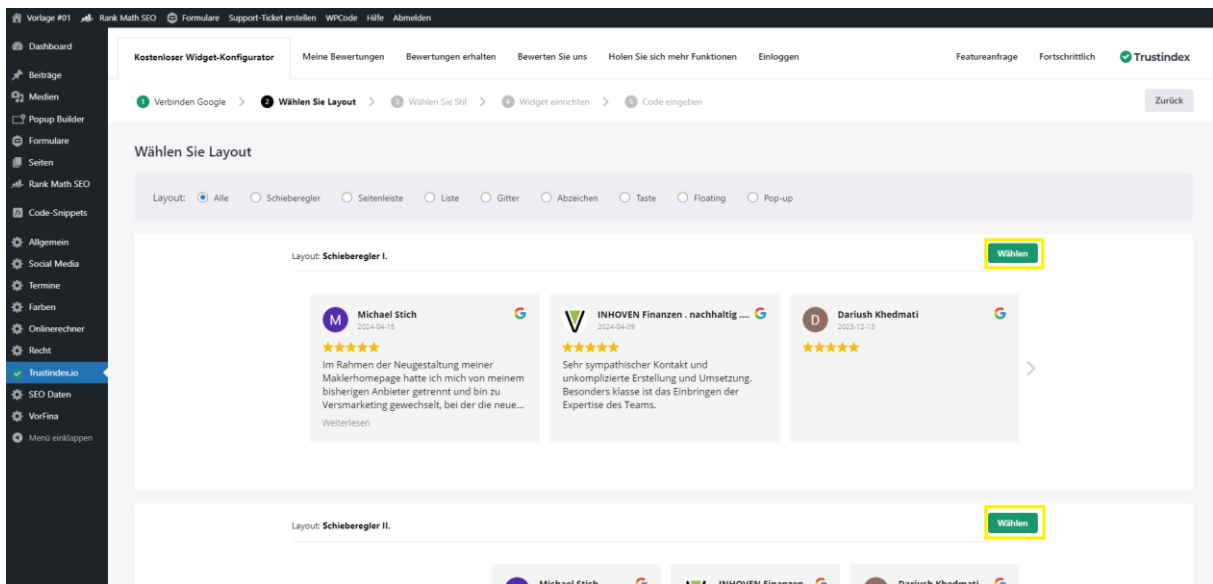 Vorlage #01 Rank Math SEO Formulare Support-Ticket erstellen WPCode Hilfe Abmelden
Dashboard
Beiträge
Medien
Popup Builder
Formulare
Seiten
Rank Math SEO
Code-Snippets
Allgemein
Social Media
Termine
Farben
Onlinerechner
Recht
Trustindex.io
SEO Daten
VorFina
Menü einklappen
Kostenloser Widget-Konfigurator Meine Bewertungen Bewertungen erhalten Bewerten Sie uns Holen Sie sich mehr Funktionen Einloggen Featureanfrage Fortschrittlich Trustindex
1 Verbinden Google > 2 Wählen Sie Layout > 3 Wählen Sie Stil > 4 Widget einrichten > 5 Code eingeben Zurück
Wählen Sie Layout
Layout: Alle Schieberegler Seitenleiste Liste Gitter Abzeichen Taste Floating Pop-up
Layout: Schieberegler I. Wählen
M Michael Stich
2024-04-15
Im Rahmen der Neugestaltung meiner
Maklerhomepage hatte ich mich von meinem
bisherigen Anbieter getrennt und bin zu
Versmarketing gewechselt, bei der die neue...
Weiterlesen
INHOVEN Finanzen . nachhaltig ....
2024-04-09
Sehr sympathischer Kontakt und
unkomplizierte Erstellung und Umsetzung.
Besonders klasse ist das Einbringen der
Expertise des Teams.
D Dariush Khedmati
2023-12-13
Layout: Schieberegler II. Wählen
Michael Stich INHOVEN Finanzen Dariush Khedmati